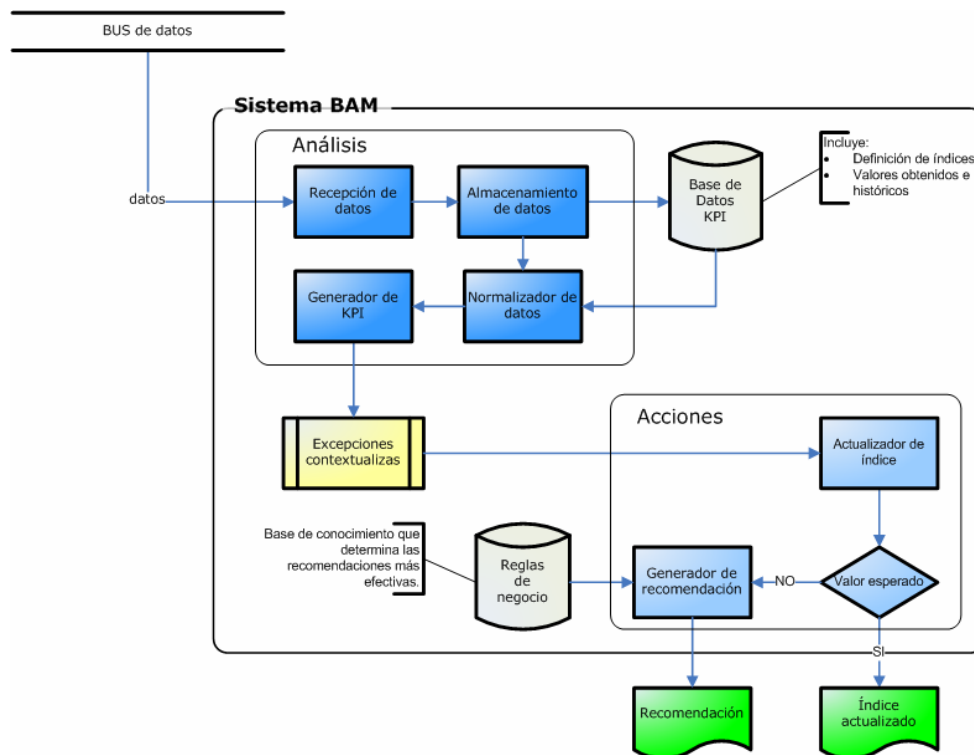 BUS de datos
Sistema BAM
Análisis
Incluye:
• Definición de índices
• Valores obtenidos e
históricos
Recepción de
datos
Almacenamiento
de datos
Base de
Datos
KPI
datos
Generador de
KPI
Normalizador de
datos
Acciones
Excepciones
contextualizas
Actualizador de
índice
Base de conocimiento que
determina las
recomendaciones más
efectivas.
Reglas
de
negocio
Generador de
recomendación
NO
Valor esperado
SI
Recomendación
Índice
actualizado